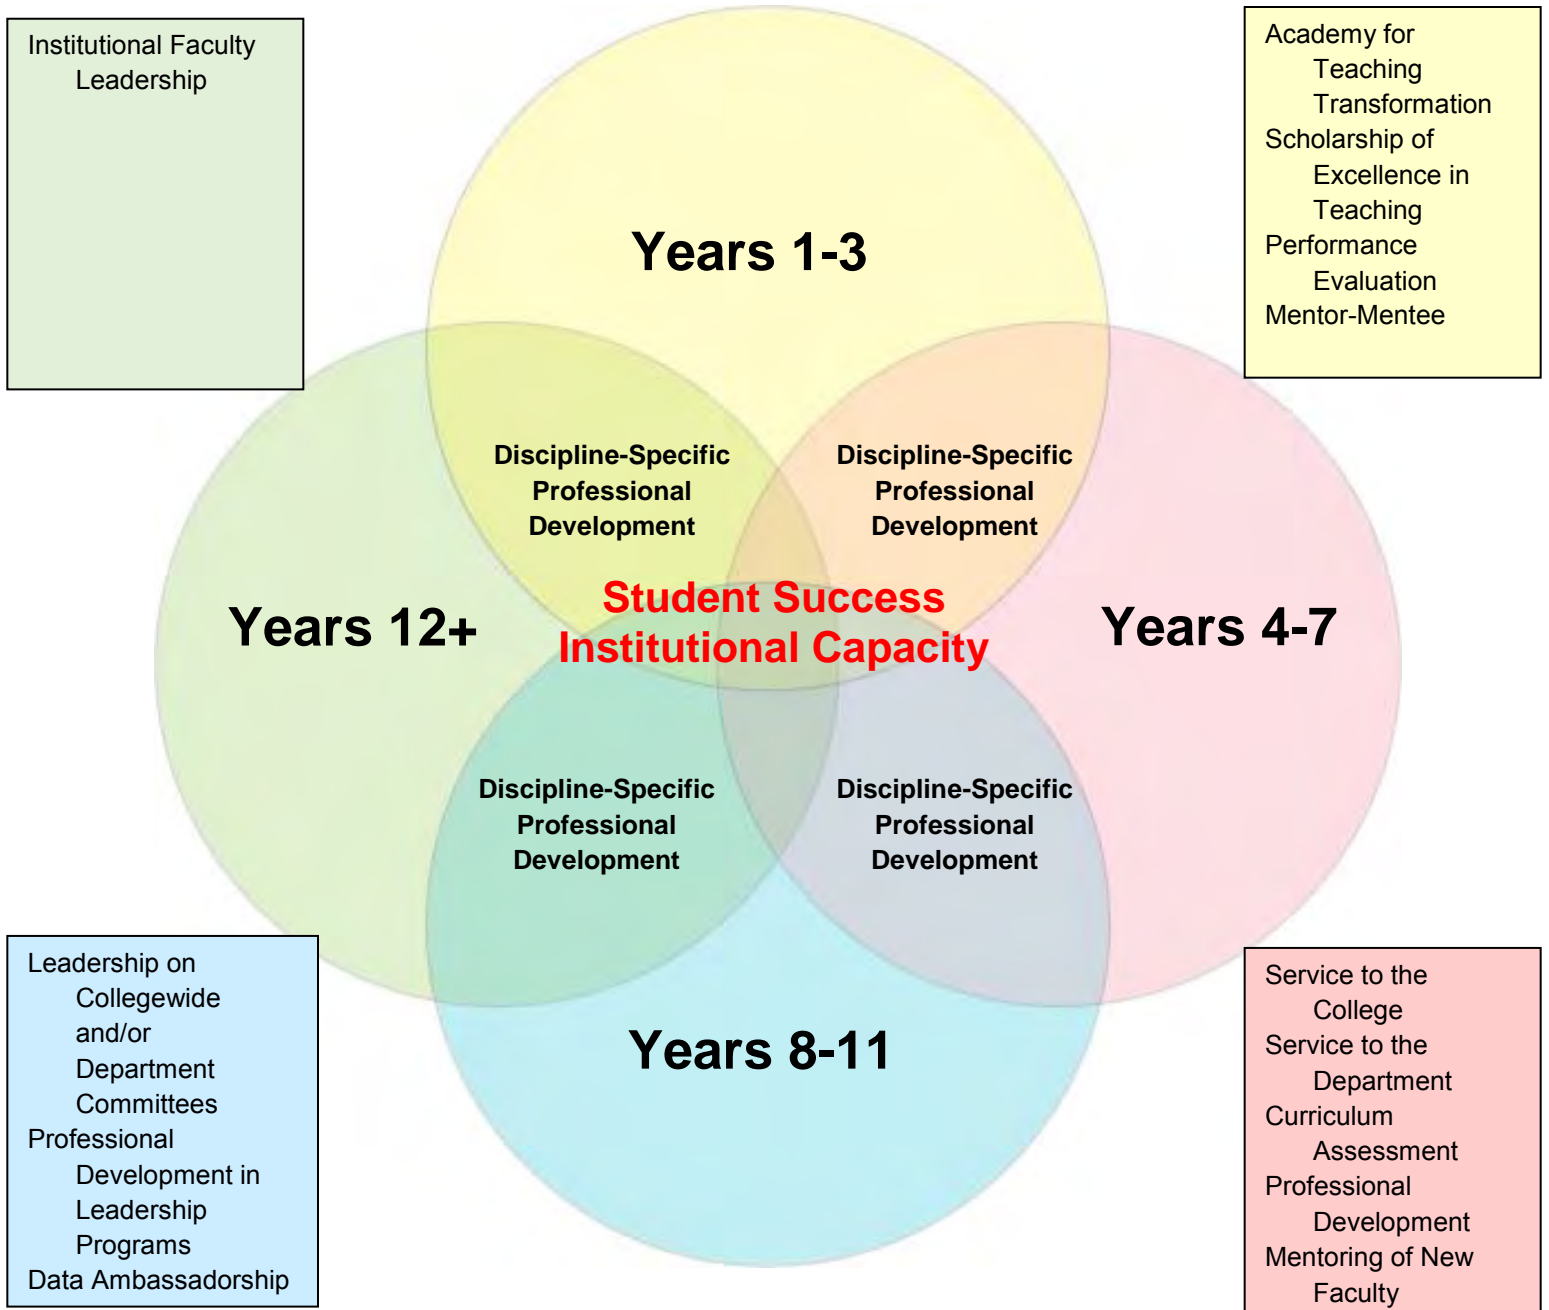 Institutional Faculty
Leadership
Academy for
Teaching
Transformation
Scholarship of
Excellence in
Teaching
Performance
Evaluation
Mentor-Mentee
Years 1-3
Discipline-Specific
Professional
Development
Discipline-Specific
Professional
Development
Years 12+
Student Success
Institutional Capacity
Years 4-7
Discipline-Specific
Professional
Development
Discipline-Specific
Professional
Development
Years 8-11
Leadership on
Collegewide
and/or
Department
Committees
Professional
Development in
Leadership
Programs
Data Ambassadorship
Service to the
College
Service to the
Department
Curriculum
Assessment
Professional
Development
Mentoring of New
Faculty